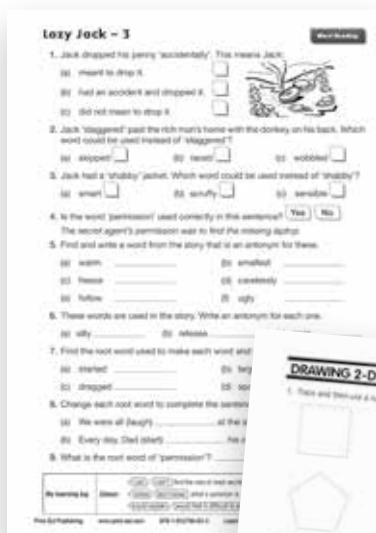 Lazy Jack – 3
Word Reading
1. Jack dropped his penny 'accidentally'. This means Jack:
(a) meant to drop it.
(b) had an accident and dropped it.
(c) did not mean to drop it.
2. Jack 'staggered' past the rich man's home with the donkey on his back. Which
word could be used instead of 'staggered'?
(a) skipped (b) raced (c) wobbled
3. Jack had a 'shabby' jacket. Which word could be used instead of 'shabby'?
(a) smart (b) scruffy (c) sensible
4. Is the word 'permission' used correctly in this sentence? Yes No
The secret agent's permission was to find the missing laptop.
5. Find and write a word from the story that is an antonym for these.
(a) warm (b) smallest
(c) freeze (d) carelessly
(e) follow (f) ugly
6. These words are used in the story. Write an antonym for each one.
(a) silly (b) release
7. Find the root word used to make each word and
(a) started (b)
(c) dragged (d)
8. Change each root word to complete the
(a) We were all (laugh) at the
(b) Every day, Dad (start) his
9. What is the root word of 'permission'?
My learning log
Prim-Ed Publishing
DRAWING 2-D
1. Trace and then use a